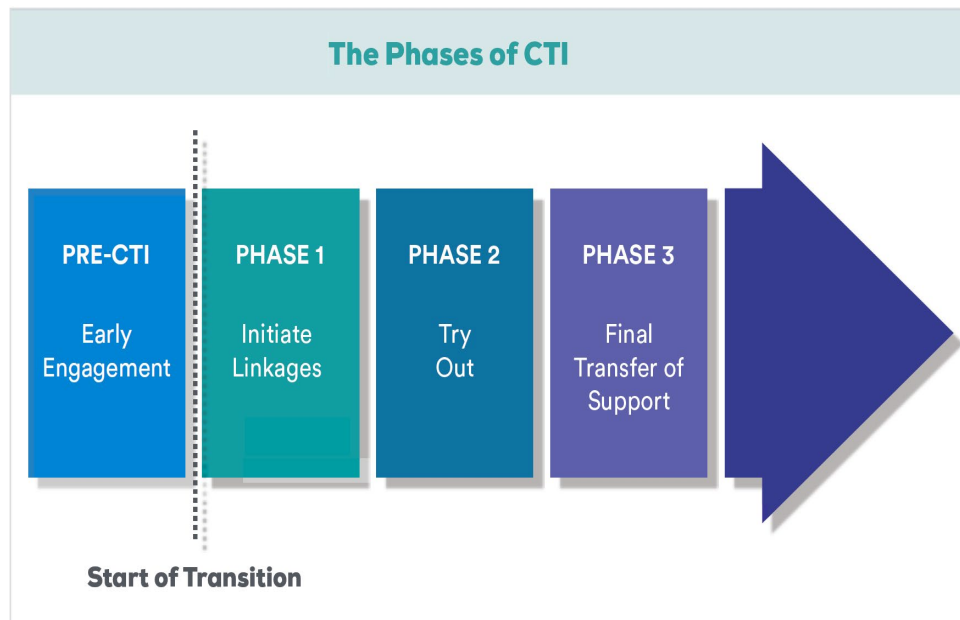 The Phases of CTI
PRE-CTI
Early
Engagement
PHASE 1
Initiate
Linkages
PHASE 2
Try
Out
PHASE 3
Final
Transfer of
Support
Start of Transition